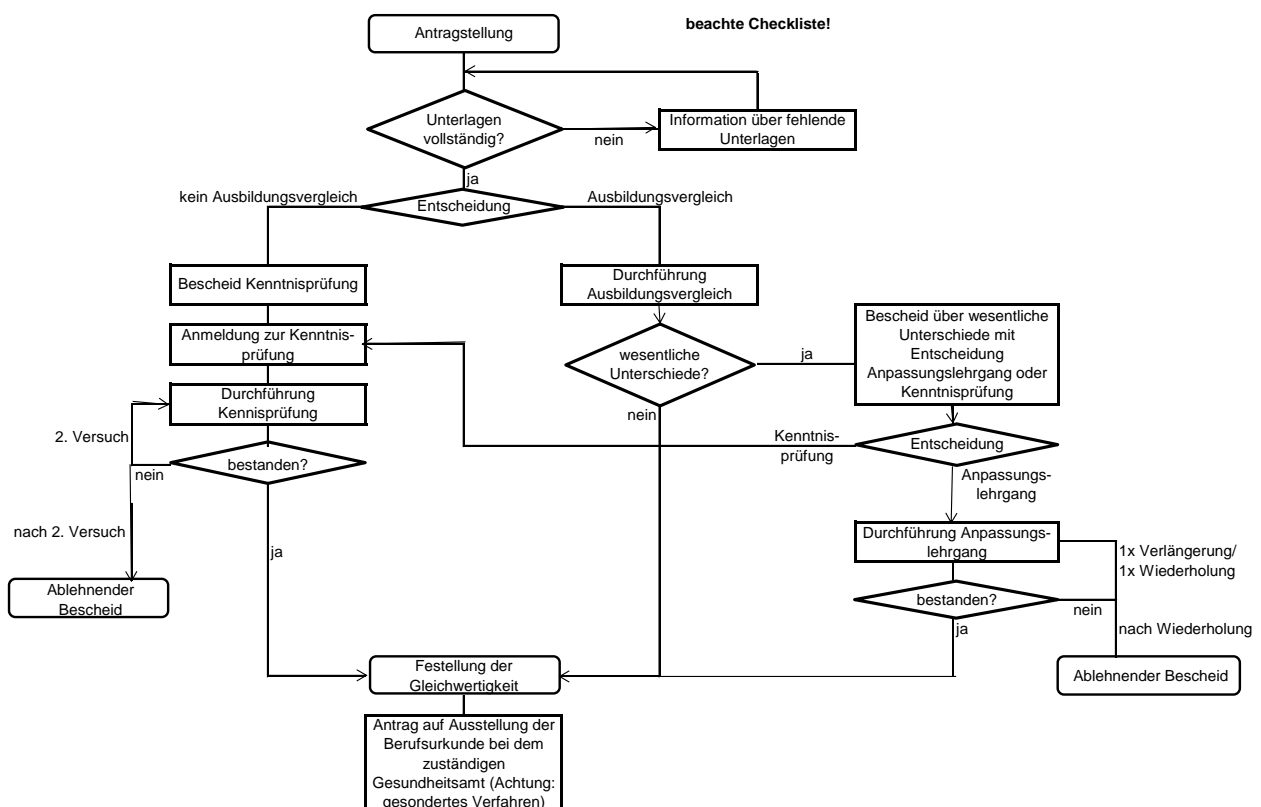 beachte Checkliste!
Antragstellung
Unterlagen
vollständig?
nein
Information über fehlende
Unterlagen
ja
kein Ausbildungsvergleich
Entscheidung
Ausbildungsvergleich
Bescheid Kenntnisprüfung
Durchführung
Ausbildungsvergleich
Anmeldung zur Kenntnis-
prüfung
wesentliche
Unterschiede?
ja
nein
Bescheid über wesentliche
Unterschiede mit
Entscheidung
Anpassungslehrgang oder
Kenntnisprüfung
Durchführung
Kennisprüfung
2. Versuch
bestanden?
nein
nach 2. Versuch
ja
Ablehnender
Bescheid
Kenntnis-
prüfung
Entscheidung
Anpassungs-
lehrgang
Durchführung Anpassungs-
lehrgang
1x Verlängerung/
1x Wiederholung
bestanden?
nein
ja
nach Wiederholung
Ablehnender Bescheid
Festellung der
Gleichwertigkeit
Antrag auf Ausstellung der
Berufsurkunde bei dem
zuständigen
Gesundheitsamt (Achtung:
gesondertes Verfahren)